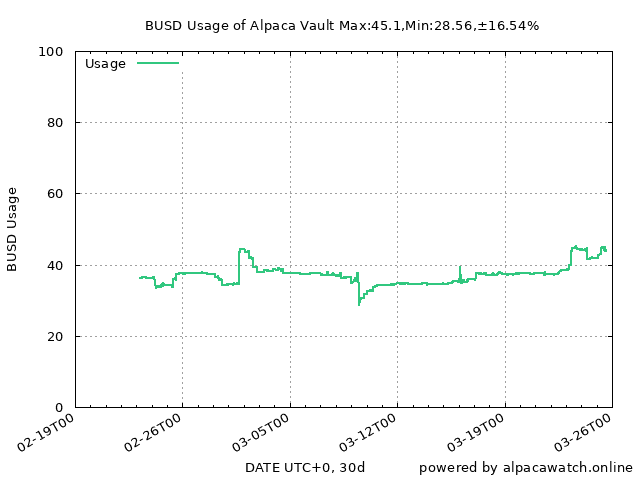 BUSD Usage of Alpaca Vault Max:45.1,Min:28.56,±16.54%
Usage
100
80
60
40
20
0
BUSD Usage
02-19T00
02-26T00
03-05T00
03-12T00
03-19T00
03-26T00
DATE UTC+0, 30d
powered by alpacawatch.online